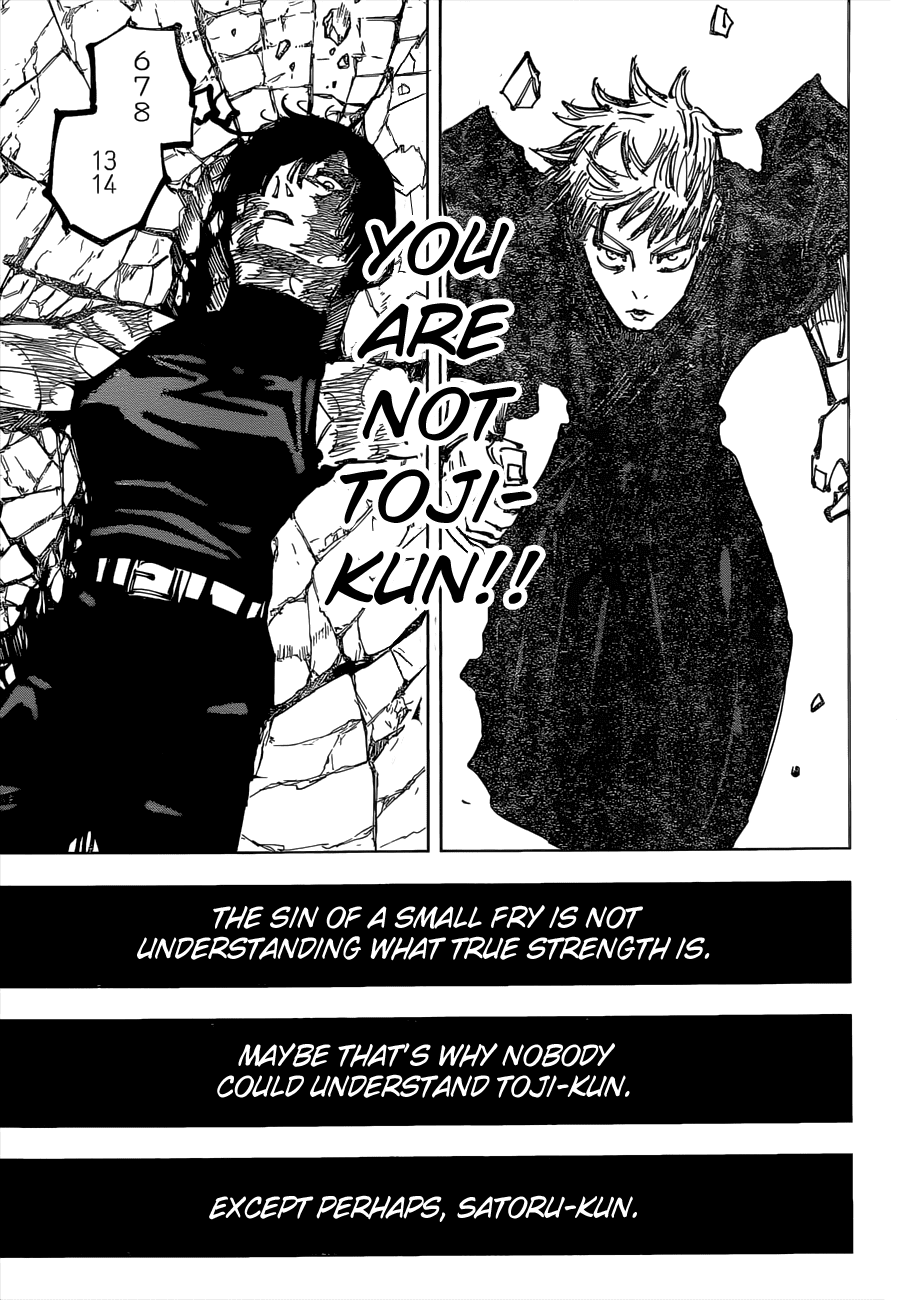 6
7
8
13
14
YOU
ARE
NOT
TOJI-
KUN!!
THE SIN OF A SMALL FRY IS NOT
UNDERSTANDING WHAT TRUE STRENGTH IS.
MAYBE THAT'S WHY NOBODY
COULD UNDERSTAND TOJI-KUN.
EXCEPT PERHAPS, SATORU-KUN.